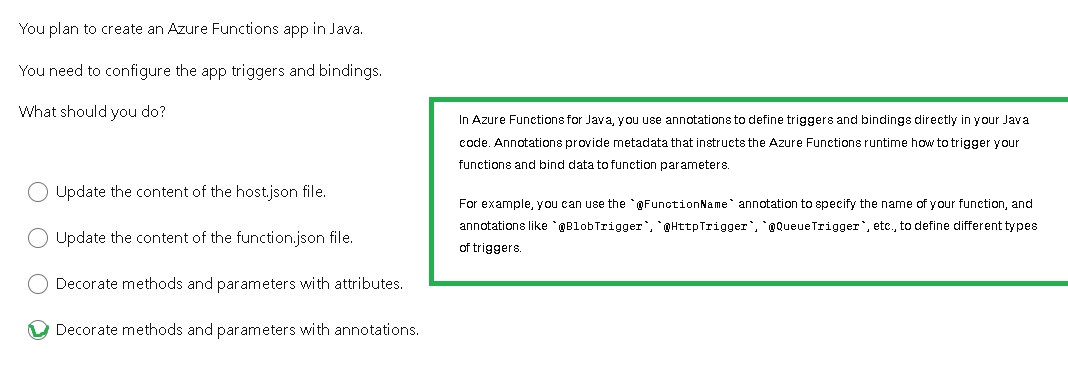 You plan to create an Azure Functions app in Java.
You need to configure the app triggers and bindings.
What should you do?
Update the content of the host.json file.
Update the content of the function.json file.
Decorate methods and parameters with attributes.
Decorate methods and parameters with annotations.
In Azure Functions for Java, you use annotations to define triggers and bindings directly in your Java
code. Annotations provide metadata that instructs the Azure Functions runtime how to trigger your
functions and bind data to function parameters.
For example, you can use the `@FunctionName` annotation to specify the name of your function, and
annotations like `@BlobTrigger`, `@HttpTrigger`, `@QueueTrigger`, etc., to define different types
of triggers.